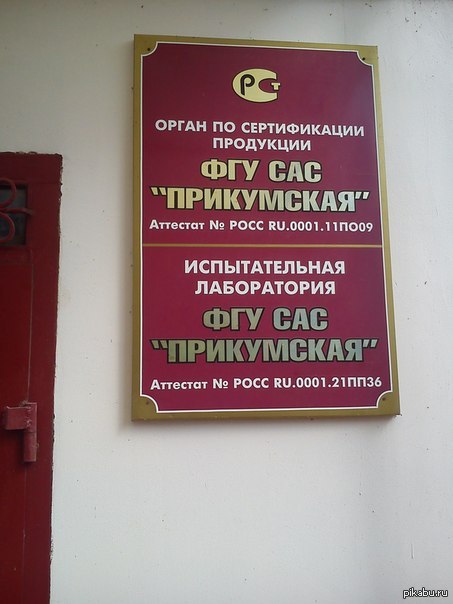 РСТ
ОРГАН ПО СЕРТИФИКАЦИИ
ПРОДУКЦИИ
ФГУ САС
"ПРИКУМСКАЯ"
Аттестат № РОСС RU.0001.11ПО09
ИСПЫТАТЕЛЬНАЯ
ЛАБОРАТОРИЯ
ФГУ САС
"ПРИКУМСКАЯ"
Аттестат № РОСС RU.0001.21ПП36
pikabu.ru